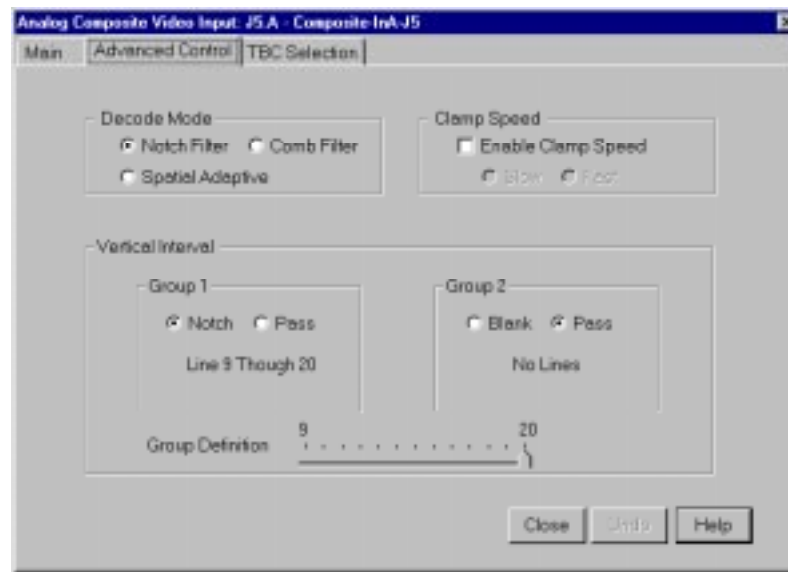 Analog Composite Video Input: J5.A - Composite-InA-J5
Main Advanced Control TBC Selection
Decode Mode
Notch Filter Comb Filter
Spatial Adaptive
Clamp Speed
Enable Clamp Speed
Slow Fast
Vertical Interval
Group 1
Notch Pass
Line 9 Though 20
Group 2
Blank Pass
No Lines
Group Definition
9 20
Close Undo Help